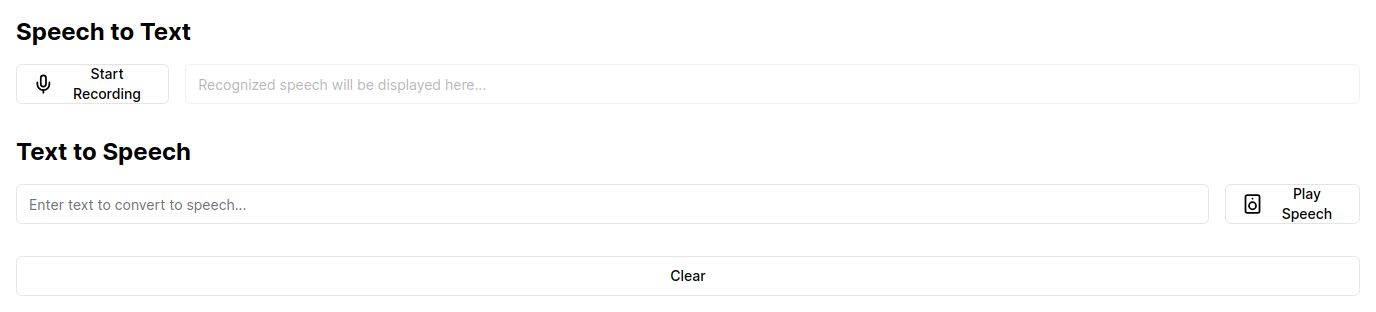 Speech to Text
Start
Recording
Recognized speech will be displayed here...
Text to Speech
Enter text to convert to speech...
Play
Speech
Clear